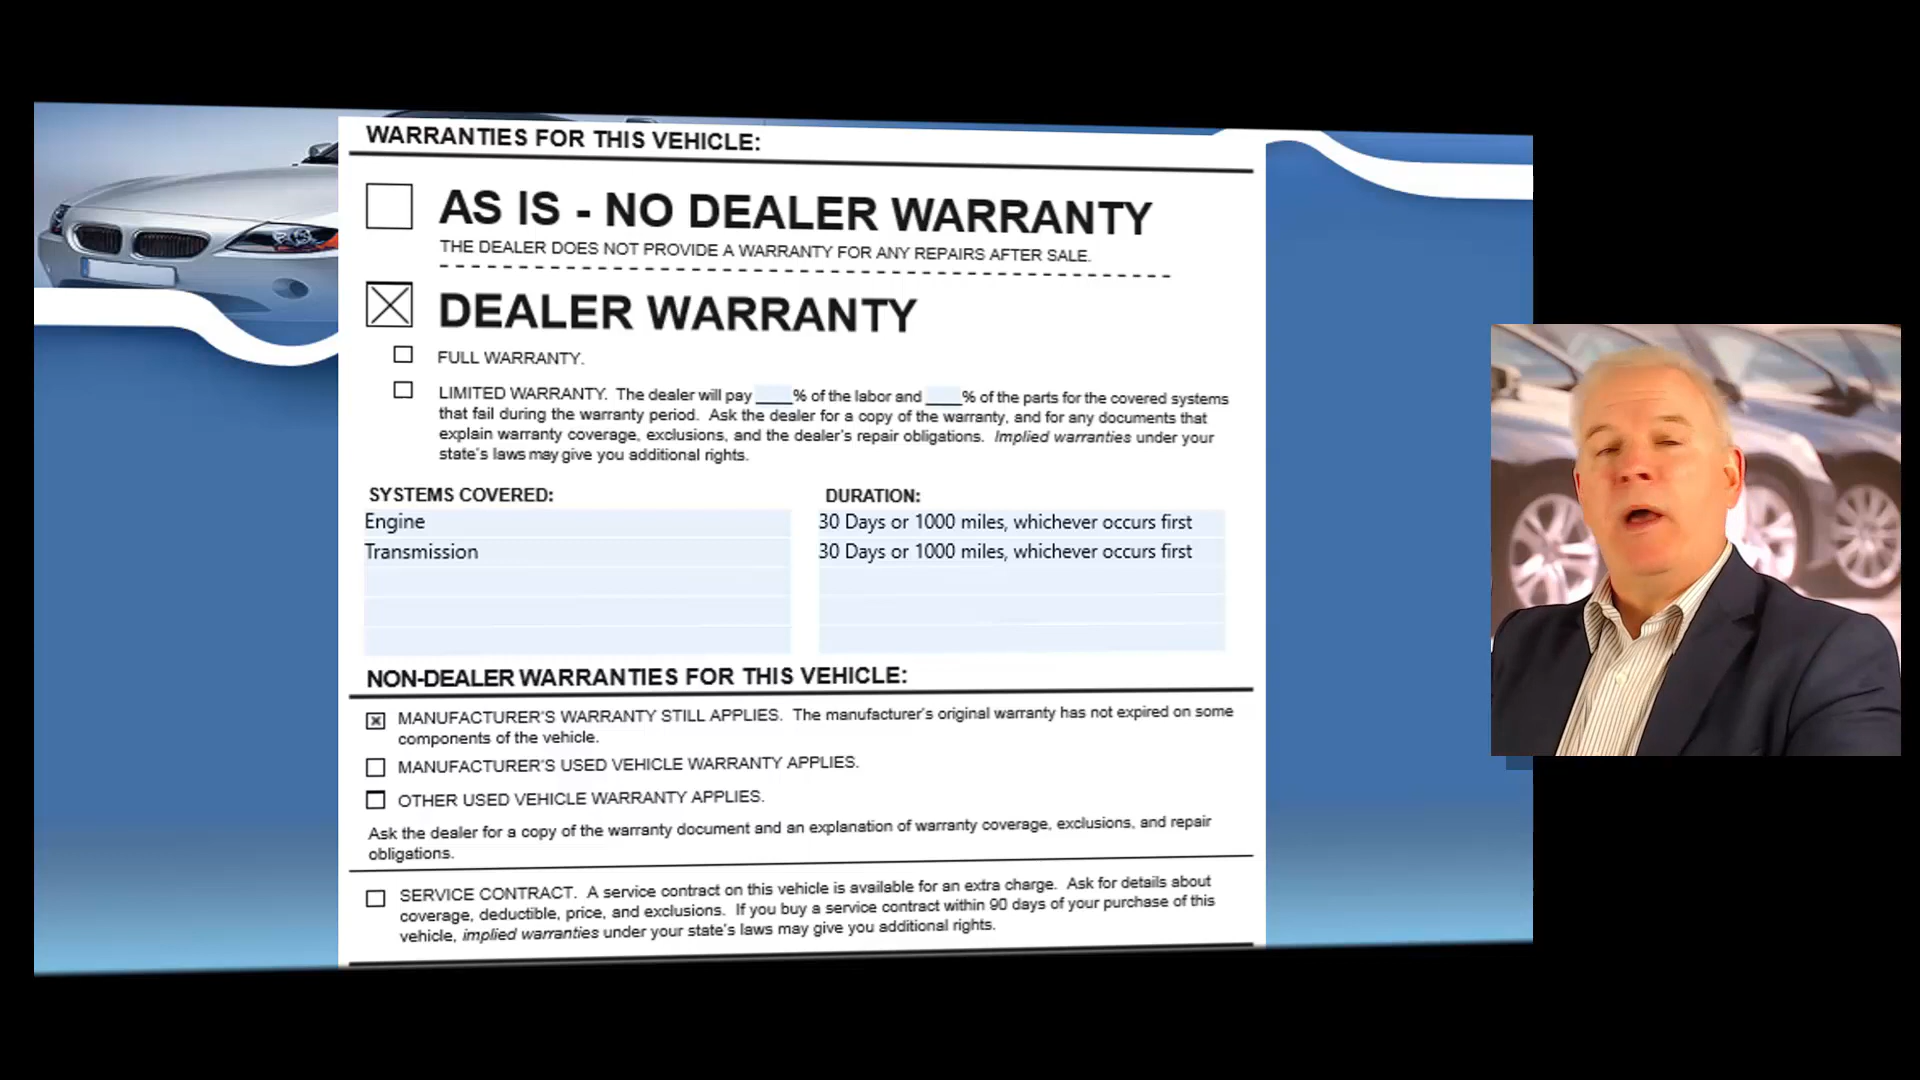 WARRANTIES FOR THIS VEHICLE:
AS IS - NO DEALER WARRANTY
THE DEALER DOES NOT PROVIDE A WARRANTY FOR ANY REPAIRS AFTER SALE.
DEALER WARRANTY
FULL WARRANTY.
LIMITED WARRANTY. The dealer will pay ____% of the labor and ____% of the parts for the covered systems
that fail during the warranty period. Ask the dealer for a copy of the warranty, and for any documents that
explain warranty coverage, exclusions, and the dealer's repair obligations. Implied warranties under your
state's laws may give you additional rights.
SYSTEMS COVERED: DURATION:
Engine 30 Days or 1000 miles, whichever occurs first
Transmission 30 Days or 1000 miles, whichever occurs first
NON-DEALER WARRANTIES FOR THIS VEHICLE:
MANUFACTURER'S WARRANTY STILL APPLIES. The manufacturer's original warranty has not expired on some
components of the vehicle.
MANUFACTURER'S USED VEHICLE WARRANTY APPLIES.
OTHER USED VEHICLE WARRANTY APPLIES.
Ask the dealer for a copy of the warranty document and an explanation of warranty coverage, exclusions, and repair
obligations.
SERVICE CONTRACT. A service contract on this vehicle is available for an extra charge. Ask for details about
coverage, deductible, price, and exclusions. If you buy a service contract within 90 days of your purchase of this
vehicle, implied warranties under your state's laws may give you additional rights.